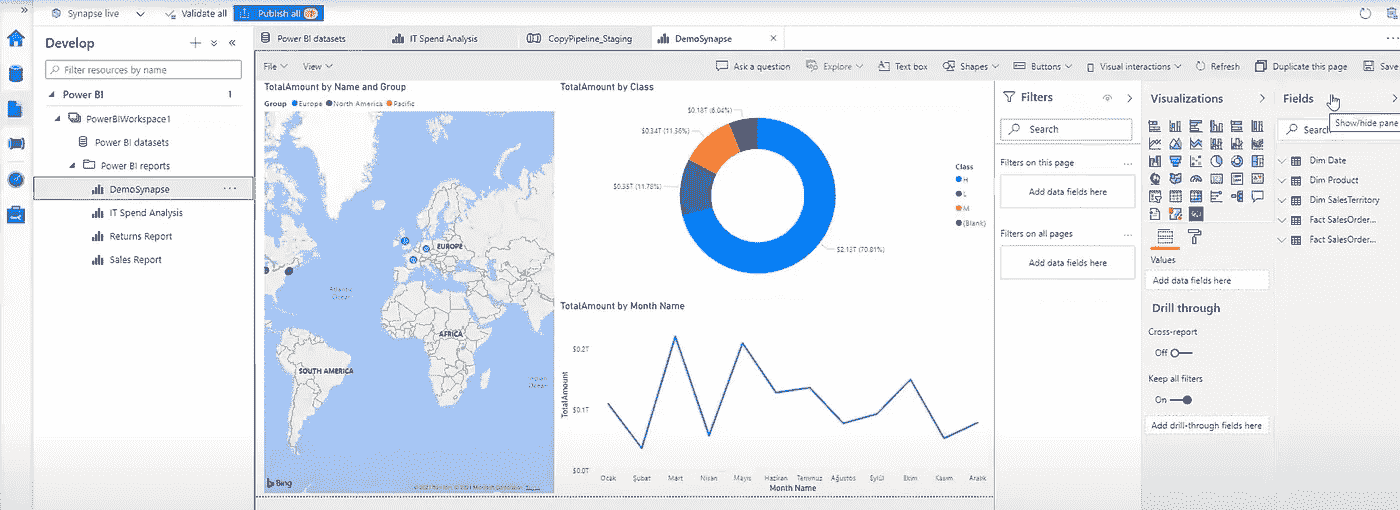 Synapse live
Validate all
Publish all
Develop
Filter resources by name
Power BI
1
PowerBIWorkspace1
Power BI datasets
Power BI reports
DemoSynapse
IT Spend Analysis
Returns Report
Sales Report
Power BI datasets
IT Spend Analysis
CopyPipeline_Staging
DemoSynapse
File
View
Ask a question
Explore
Text box
Shapes
Buttons
Visual interactions
Refresh
Duplicate this page
Save
TotalAmount by Name and Group
Group Europe North America Pacific
EUROPE
Atlantic
Ocean
AFRICA
SOUTH AMERICA
Bing
TotalAmount by Class
$0.18T (6.04%)
$0.34T (11.36%)
$0.35T (11.78%)
$2.13T (70.81%)
Class
H
L
M
(Blank)
TotalAmount by Month Name
$0.2T
$0.1T
$0.0T
TotalAmount
Ocak Şubat Mart Nisan Mayıs Haziran Temmuz Ağustos Eylül Ekim Kasım Aralık
Month Name
Filters
Search
Filters on this page
Add data fields here
Filters on all pages
Add data fields here
Visualizations
Values
Add data fields here
Drill through
Cross-report
Off
Keep all filters
On
Add drill-through fields here
Fields
Show/hide pane
Search
Dim Date
Dim Product
Dim SalesTerritory
Fact SalesOrder...
Fact SalesOrder...